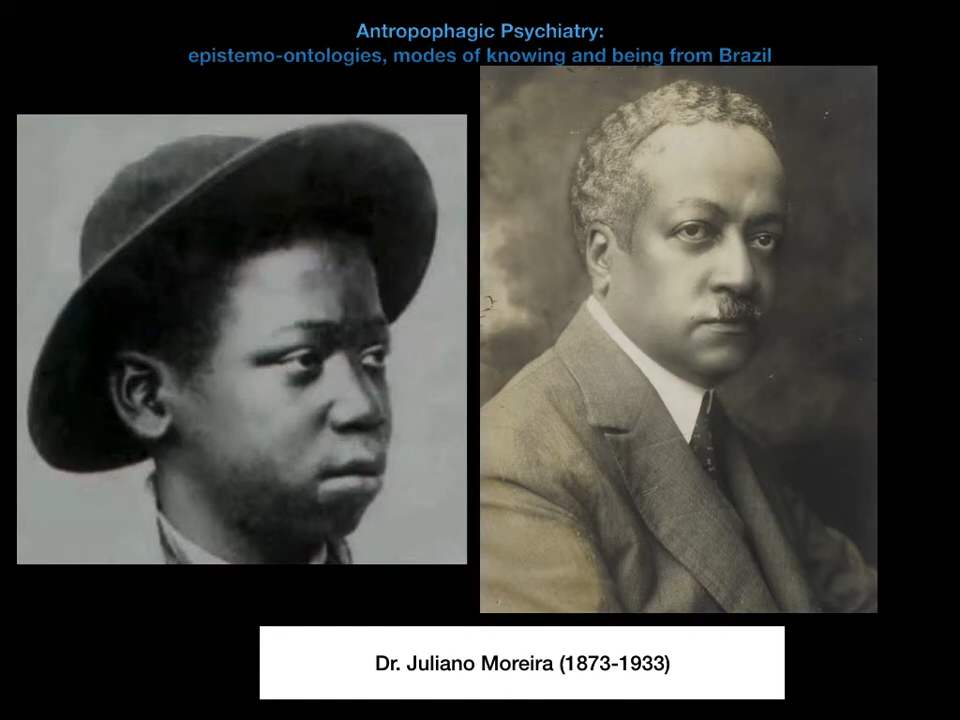 Antropophagic Psychiatry:
epistemo-ontologies, modes of knowing and being from Brazil
Dr. Juliano Moreira (1873-1933)